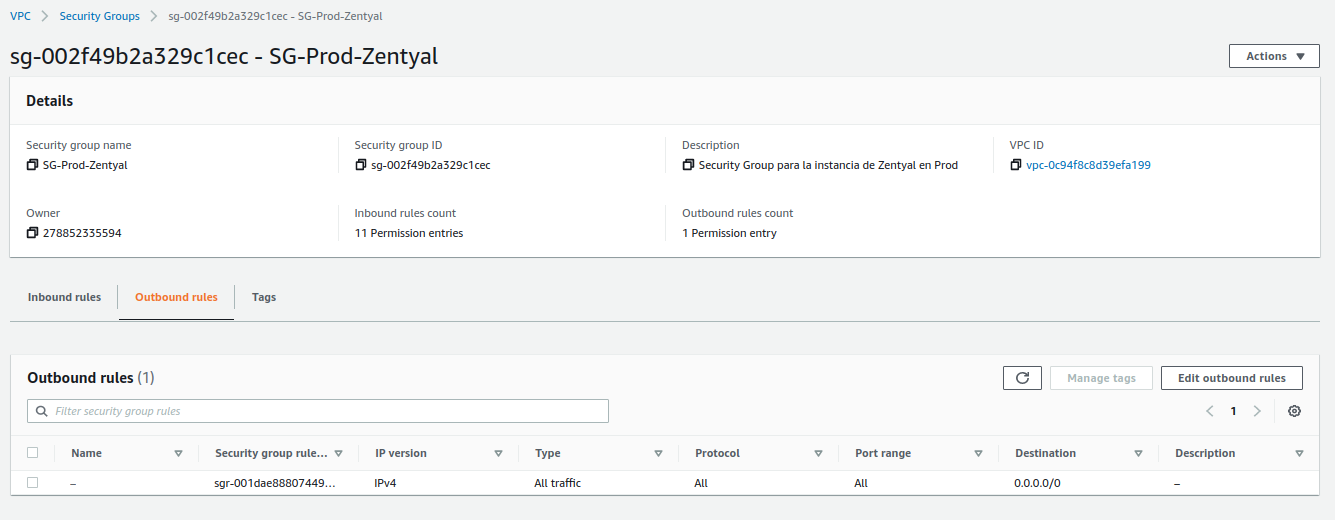 VPC > Security Groups > sg-002f49b2a329c1cec - SG-Prod-Zentyal
sg-002f49b2a329c1cec - SG-Prod-Zentyal
Actions
Details
Security group name
SG-Prod-Zentyal
Security group ID
sg-002f49b2a329c1cec
Description
Security Group para la instancia de Zentyal en Prod
VPC ID
vpc-0c94f8c8d39efa199
Owner
278852335594
Inbound rules count
11 Permission entries
Outbound rules count
1 Permission entry
Inbound rules Outbound rules Tags
Outbound rules (1)
Manage tags
Edit outbound rules
Filter security group rules
1
Name Security group rule... IP version Type Protocol Port range Destination Description
– sgr-001dae88807449... IPv4 All traffic All All 0.0.0.0/0 –